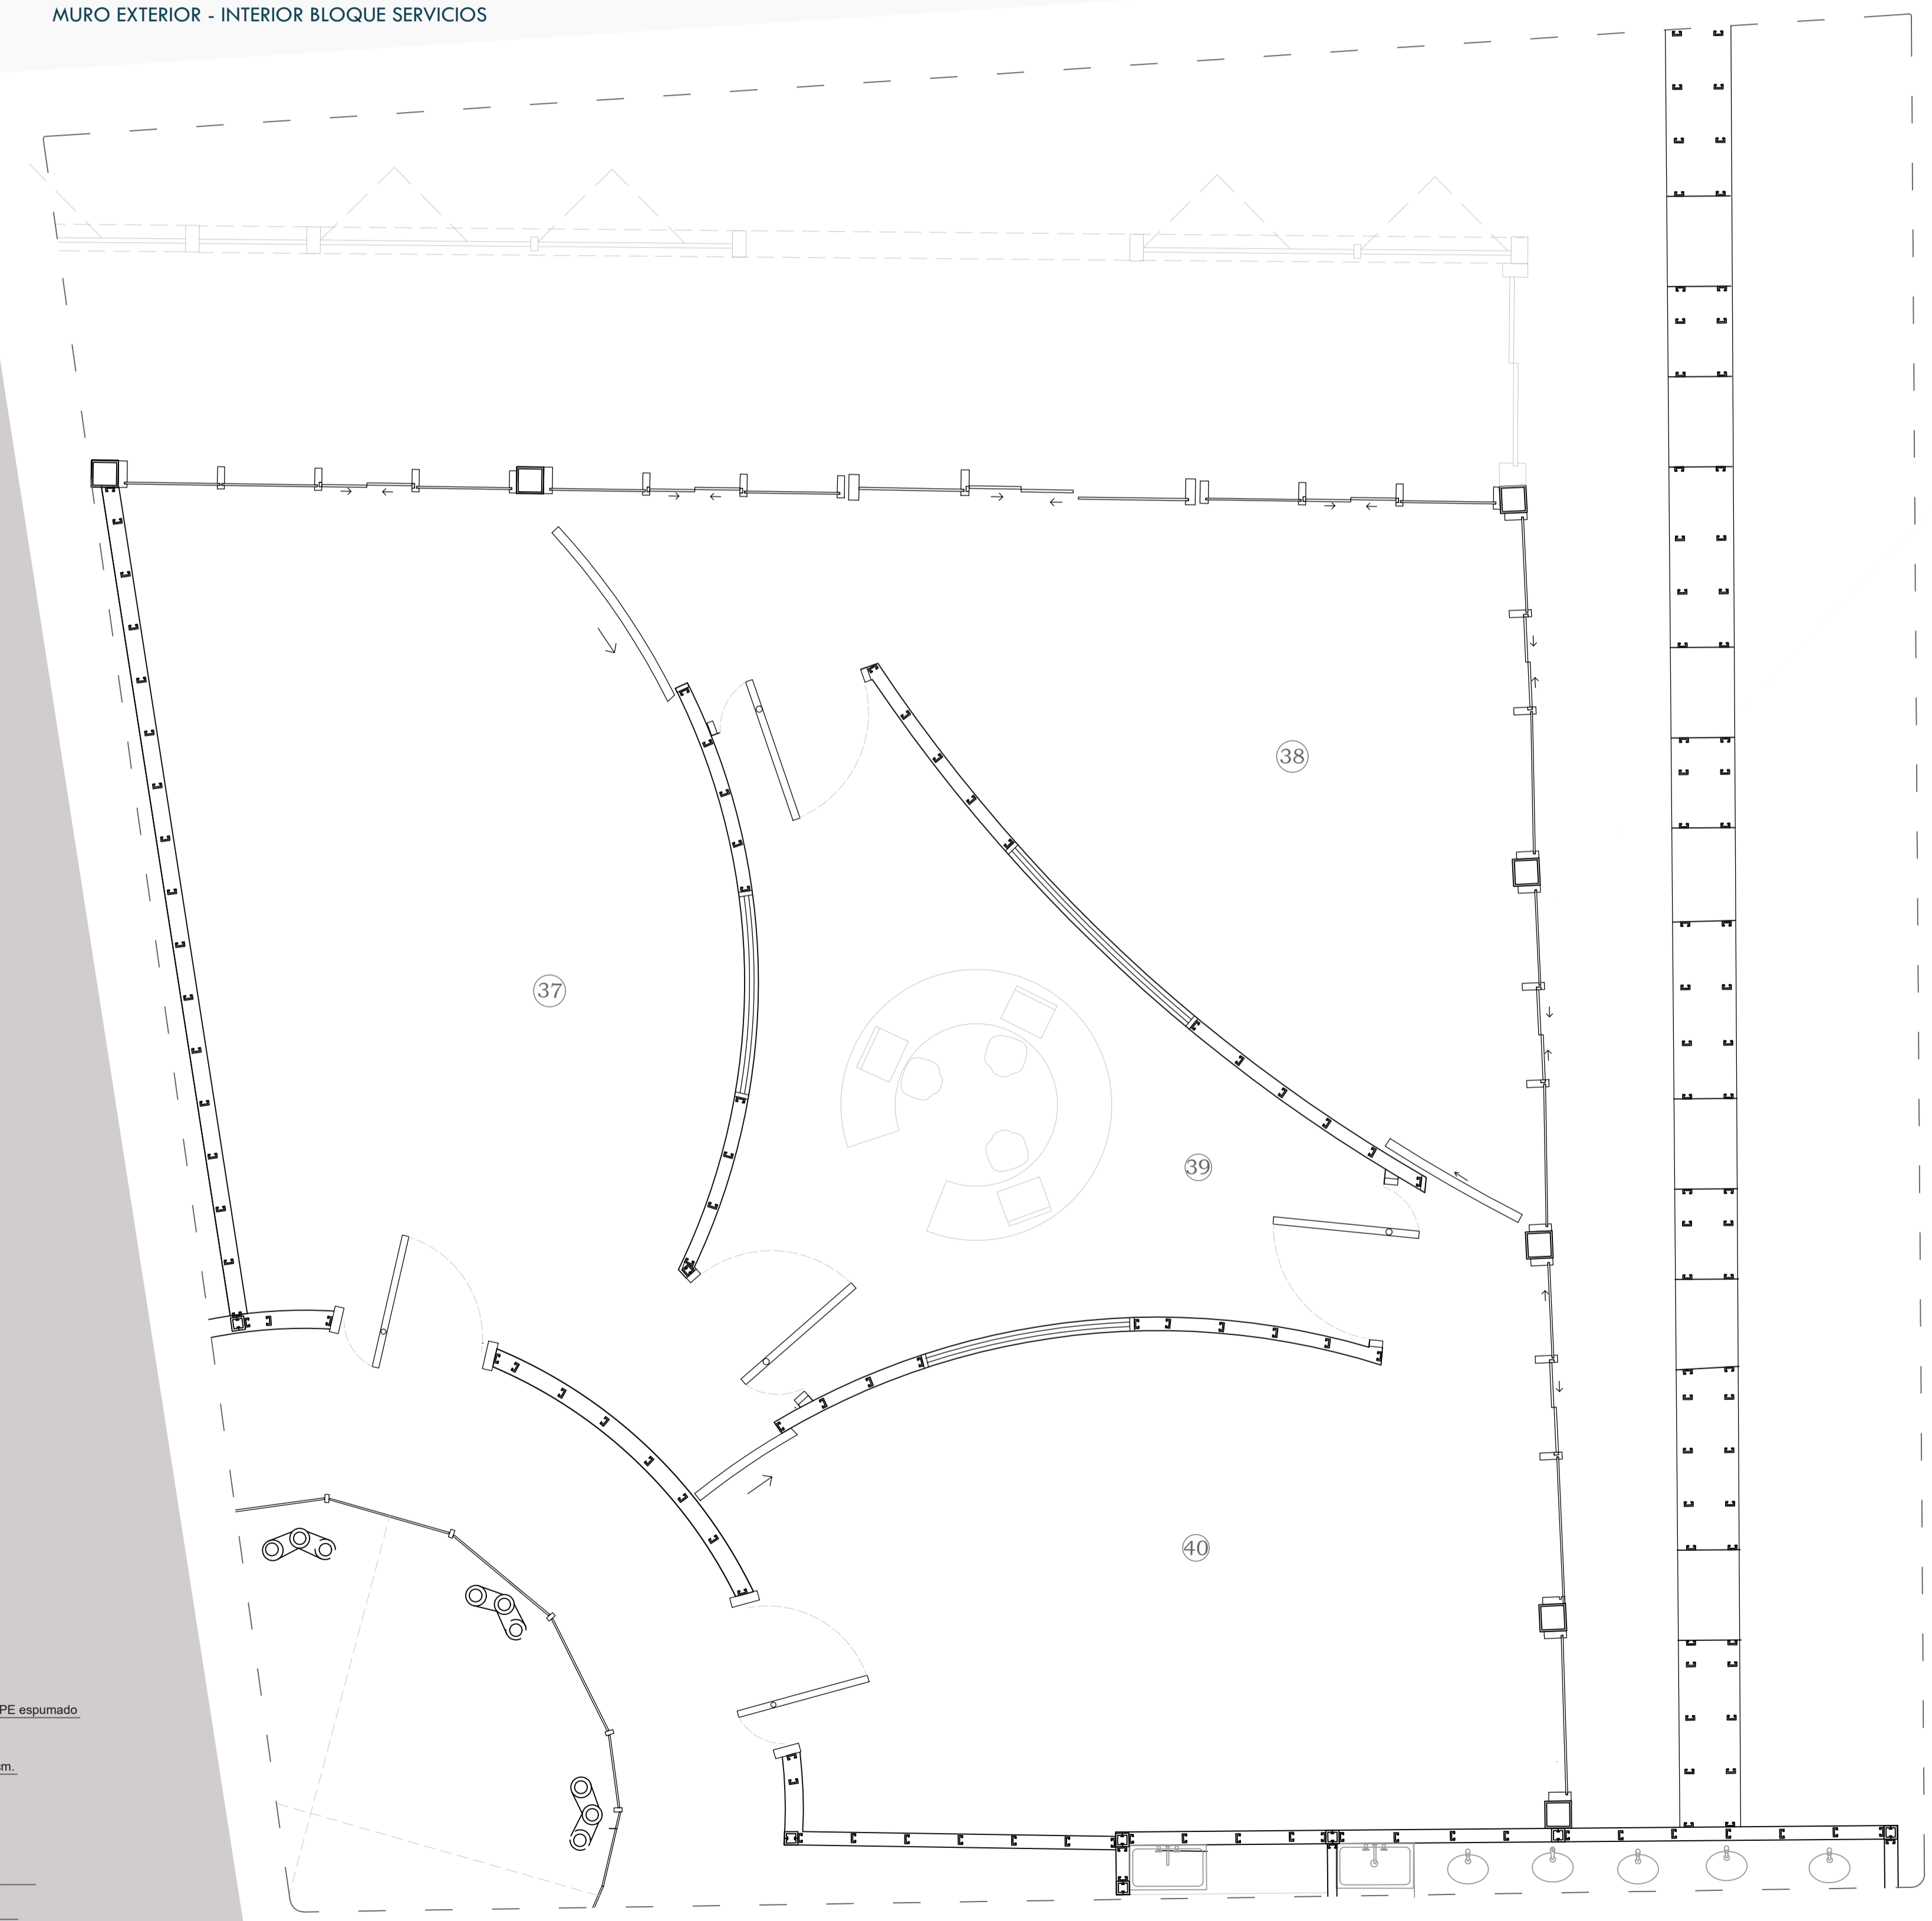 MURO EXTERIOR - INTERIOR BLOQUE SERVICIOS
38
37
39
40
PE espumado
m.